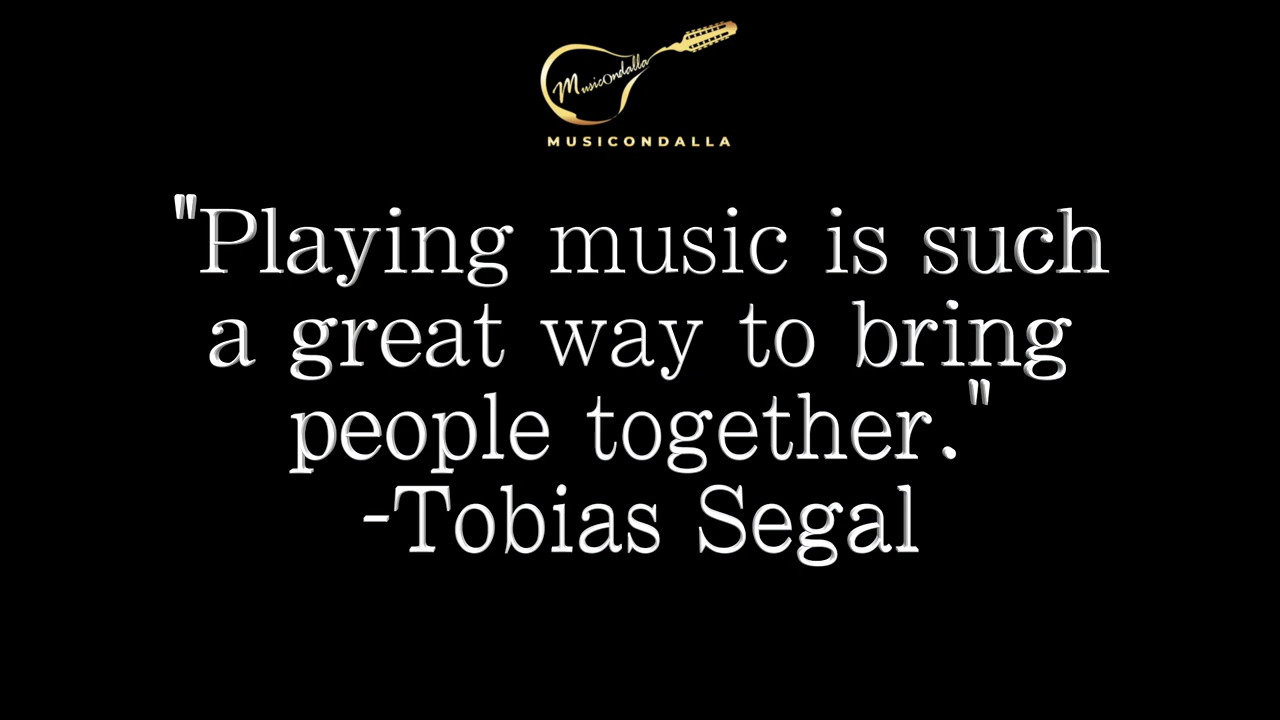 Musicondalla
MUSICONDALLA
"Playing music is such
a great way to bring
people together."
-Tobias Segal